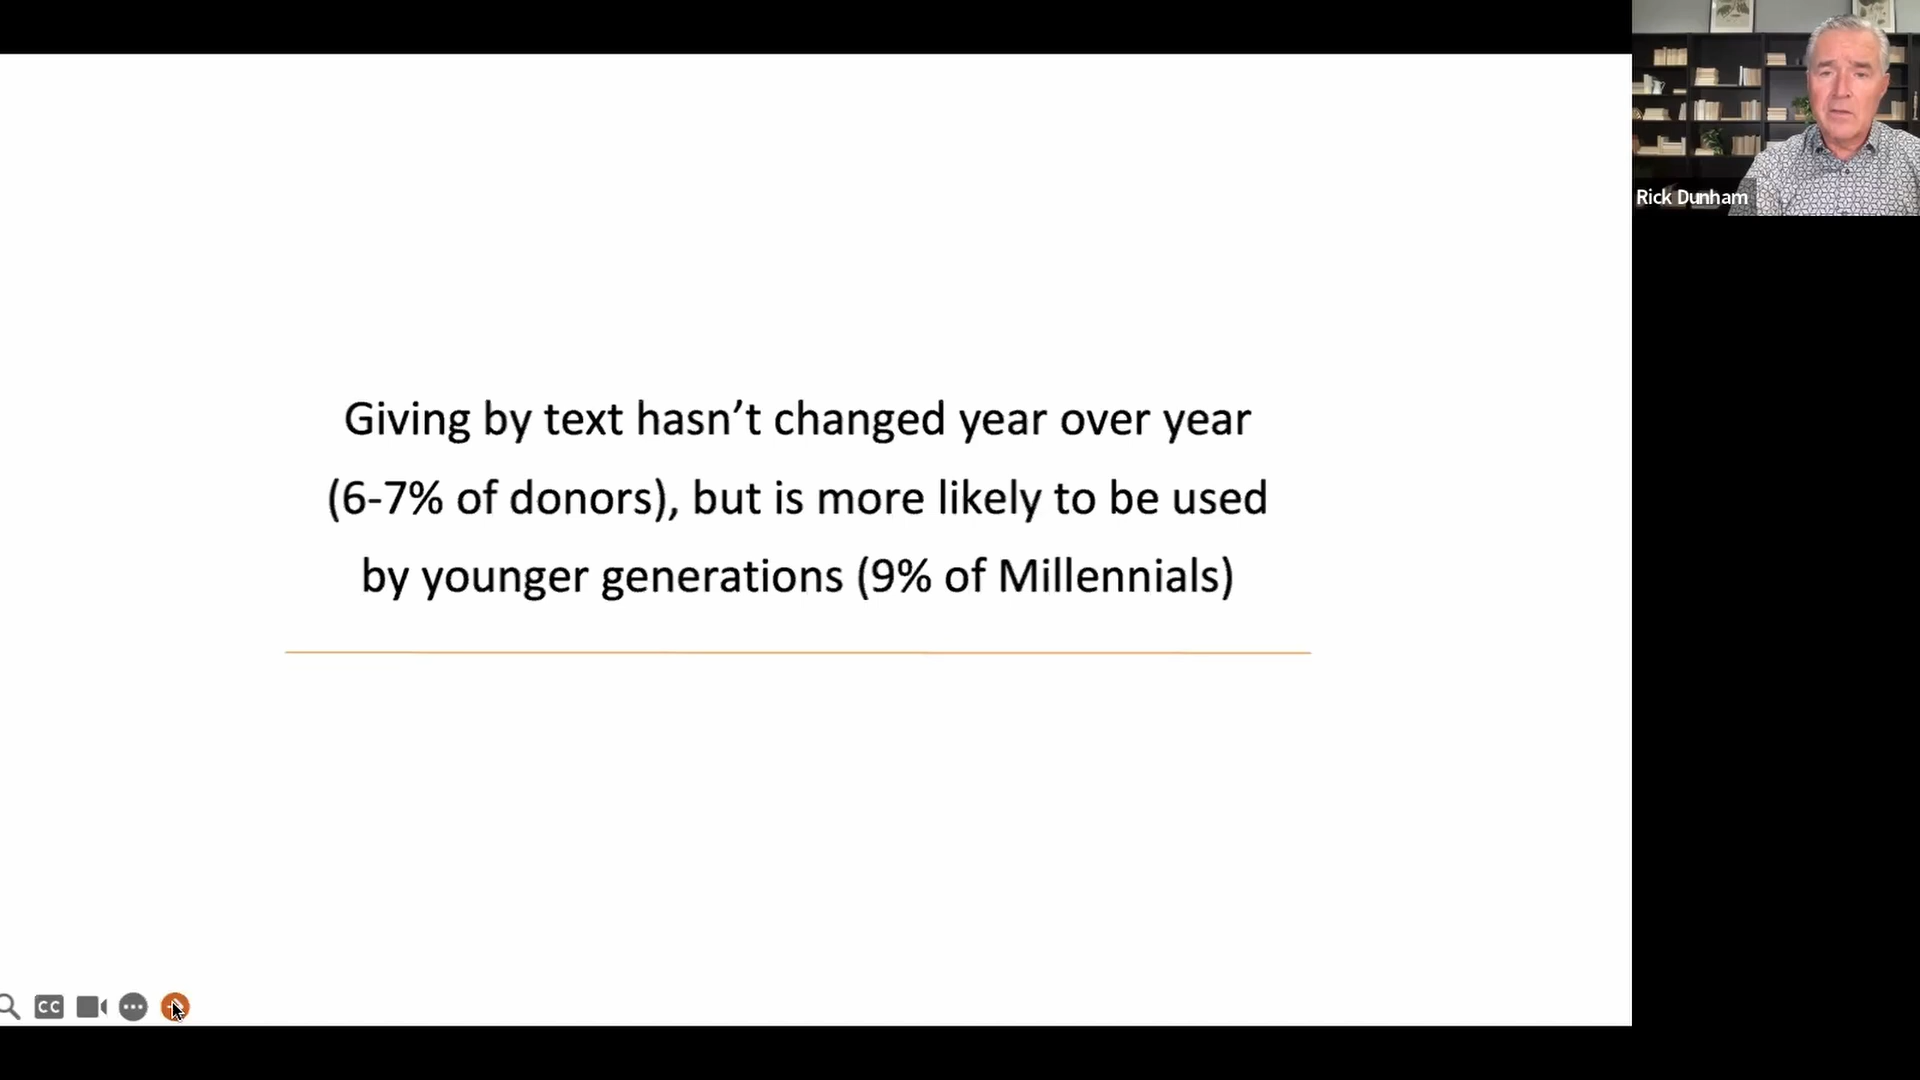 Giving by text hasn’t changed year over year
(6-7% of donors), but is more likely to be used
by younger generations (9% of Millennials)
Rick Dunham
CC